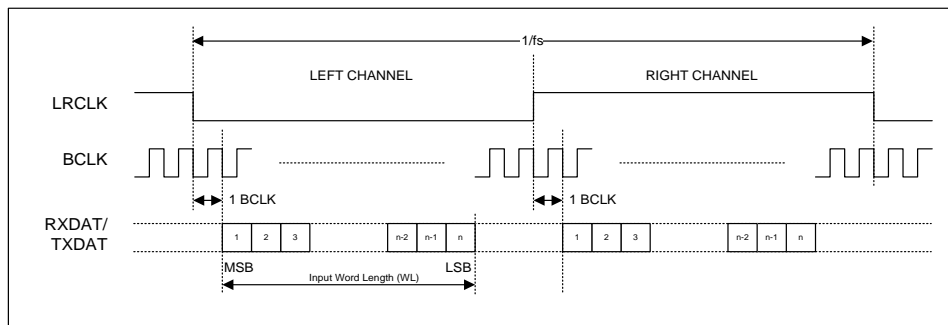 1/fs
LEFT CHANNEL
RIGHT CHANNEL
LRCLK
BCLK
1 BCLK
1 BCLK
RXDAT/
TXDAT
1 2 3 n-2 n-1 n 1 2 3 n-2 n-1 n
MSB
LSB
Input Word Length (WL)